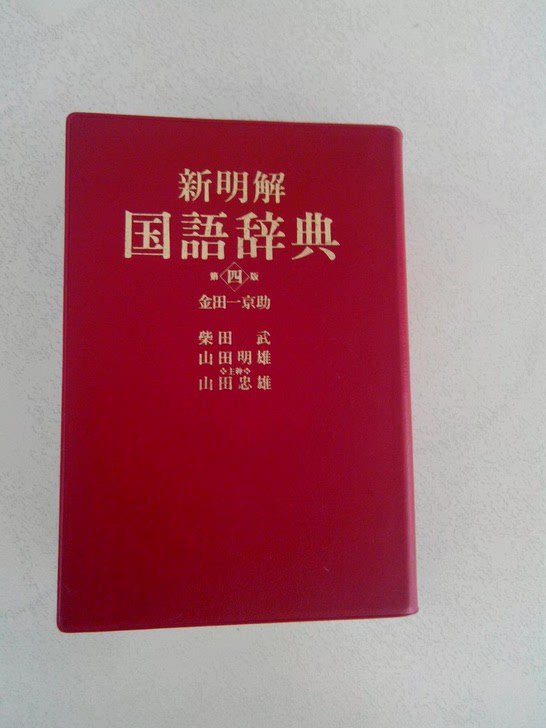 新明解
国語辞典
第四版
金田一京助
柴田 武
山田明雄
主幹
山田忠雄